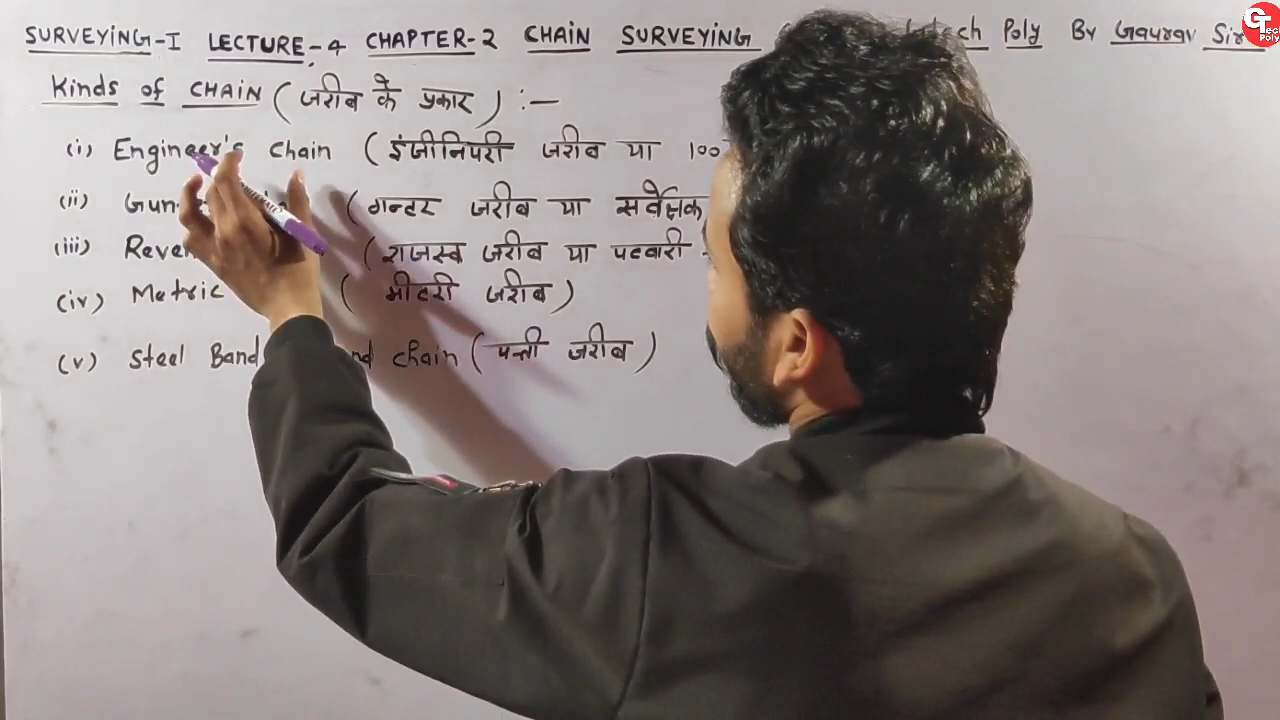 SURVEYING-I LECTURE-4 CHAPTER-2 CHAIN SURVEYING Poly By Gaurav Sir
GTec Poly
Kinds of CHAIN (जरीब के प्रकार) :-
(i) Engineer's chain (इंजीनियरी जरीब या 100
(ii) (गन्टर जरीब या सर्वेक्षक
(iii) (राजस्व जरीब या पटवारी
(iv) Metric (मीटरी जरीब)
(v) Steel Band chain (पत्ती जरीब)